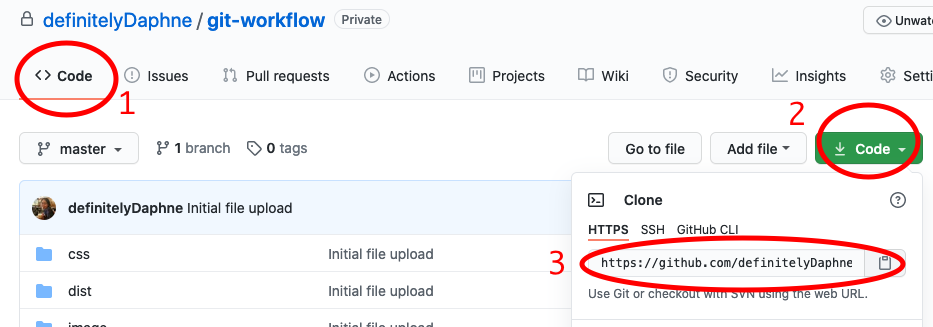 definitelyDaphne / git-workflow Private Unwatc
<> Code Issues Pull requests Actions Projects Wiki Security Insights Setti
1
2
master 1 branch 0 tags Go to file Add file Code
definitelyDaphne Initial file upload
Clone
HTTPS SSH GitHub CLI
css Initial file upload
3 https://github.com/definitelyDaphne
dist Initial file upload
Use Git or checkout with SVN using the web URL.
image Initial file upload